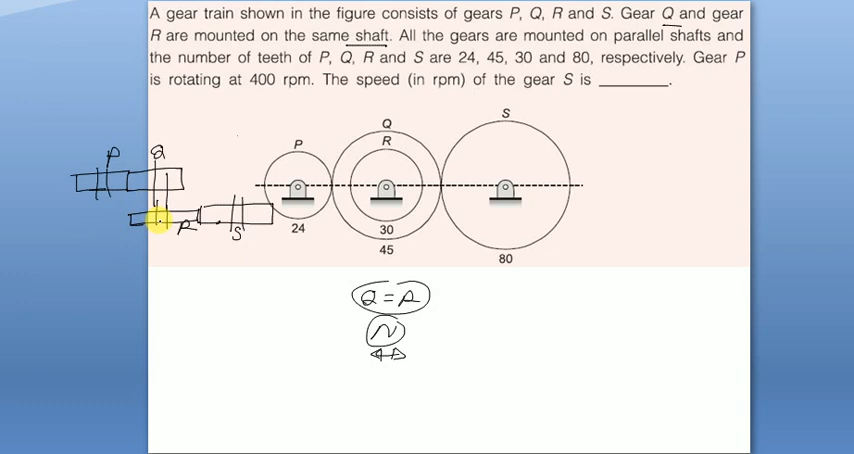 A gear train shown in the figure consists of gears P, Q, R and S. Gear Q and gear
R are mounted on the same shaft. All the gears are mounted on parallel shafts and
the number of teeth of P, Q, R and S are 24, 45, 30 and 80, respectively. Gear P
is rotating at 400 rpm. The speed (in rpm) of the gear S is ________.
S
Q
R
P
P
Q
R
S
24
30
45
80
Q = R
N